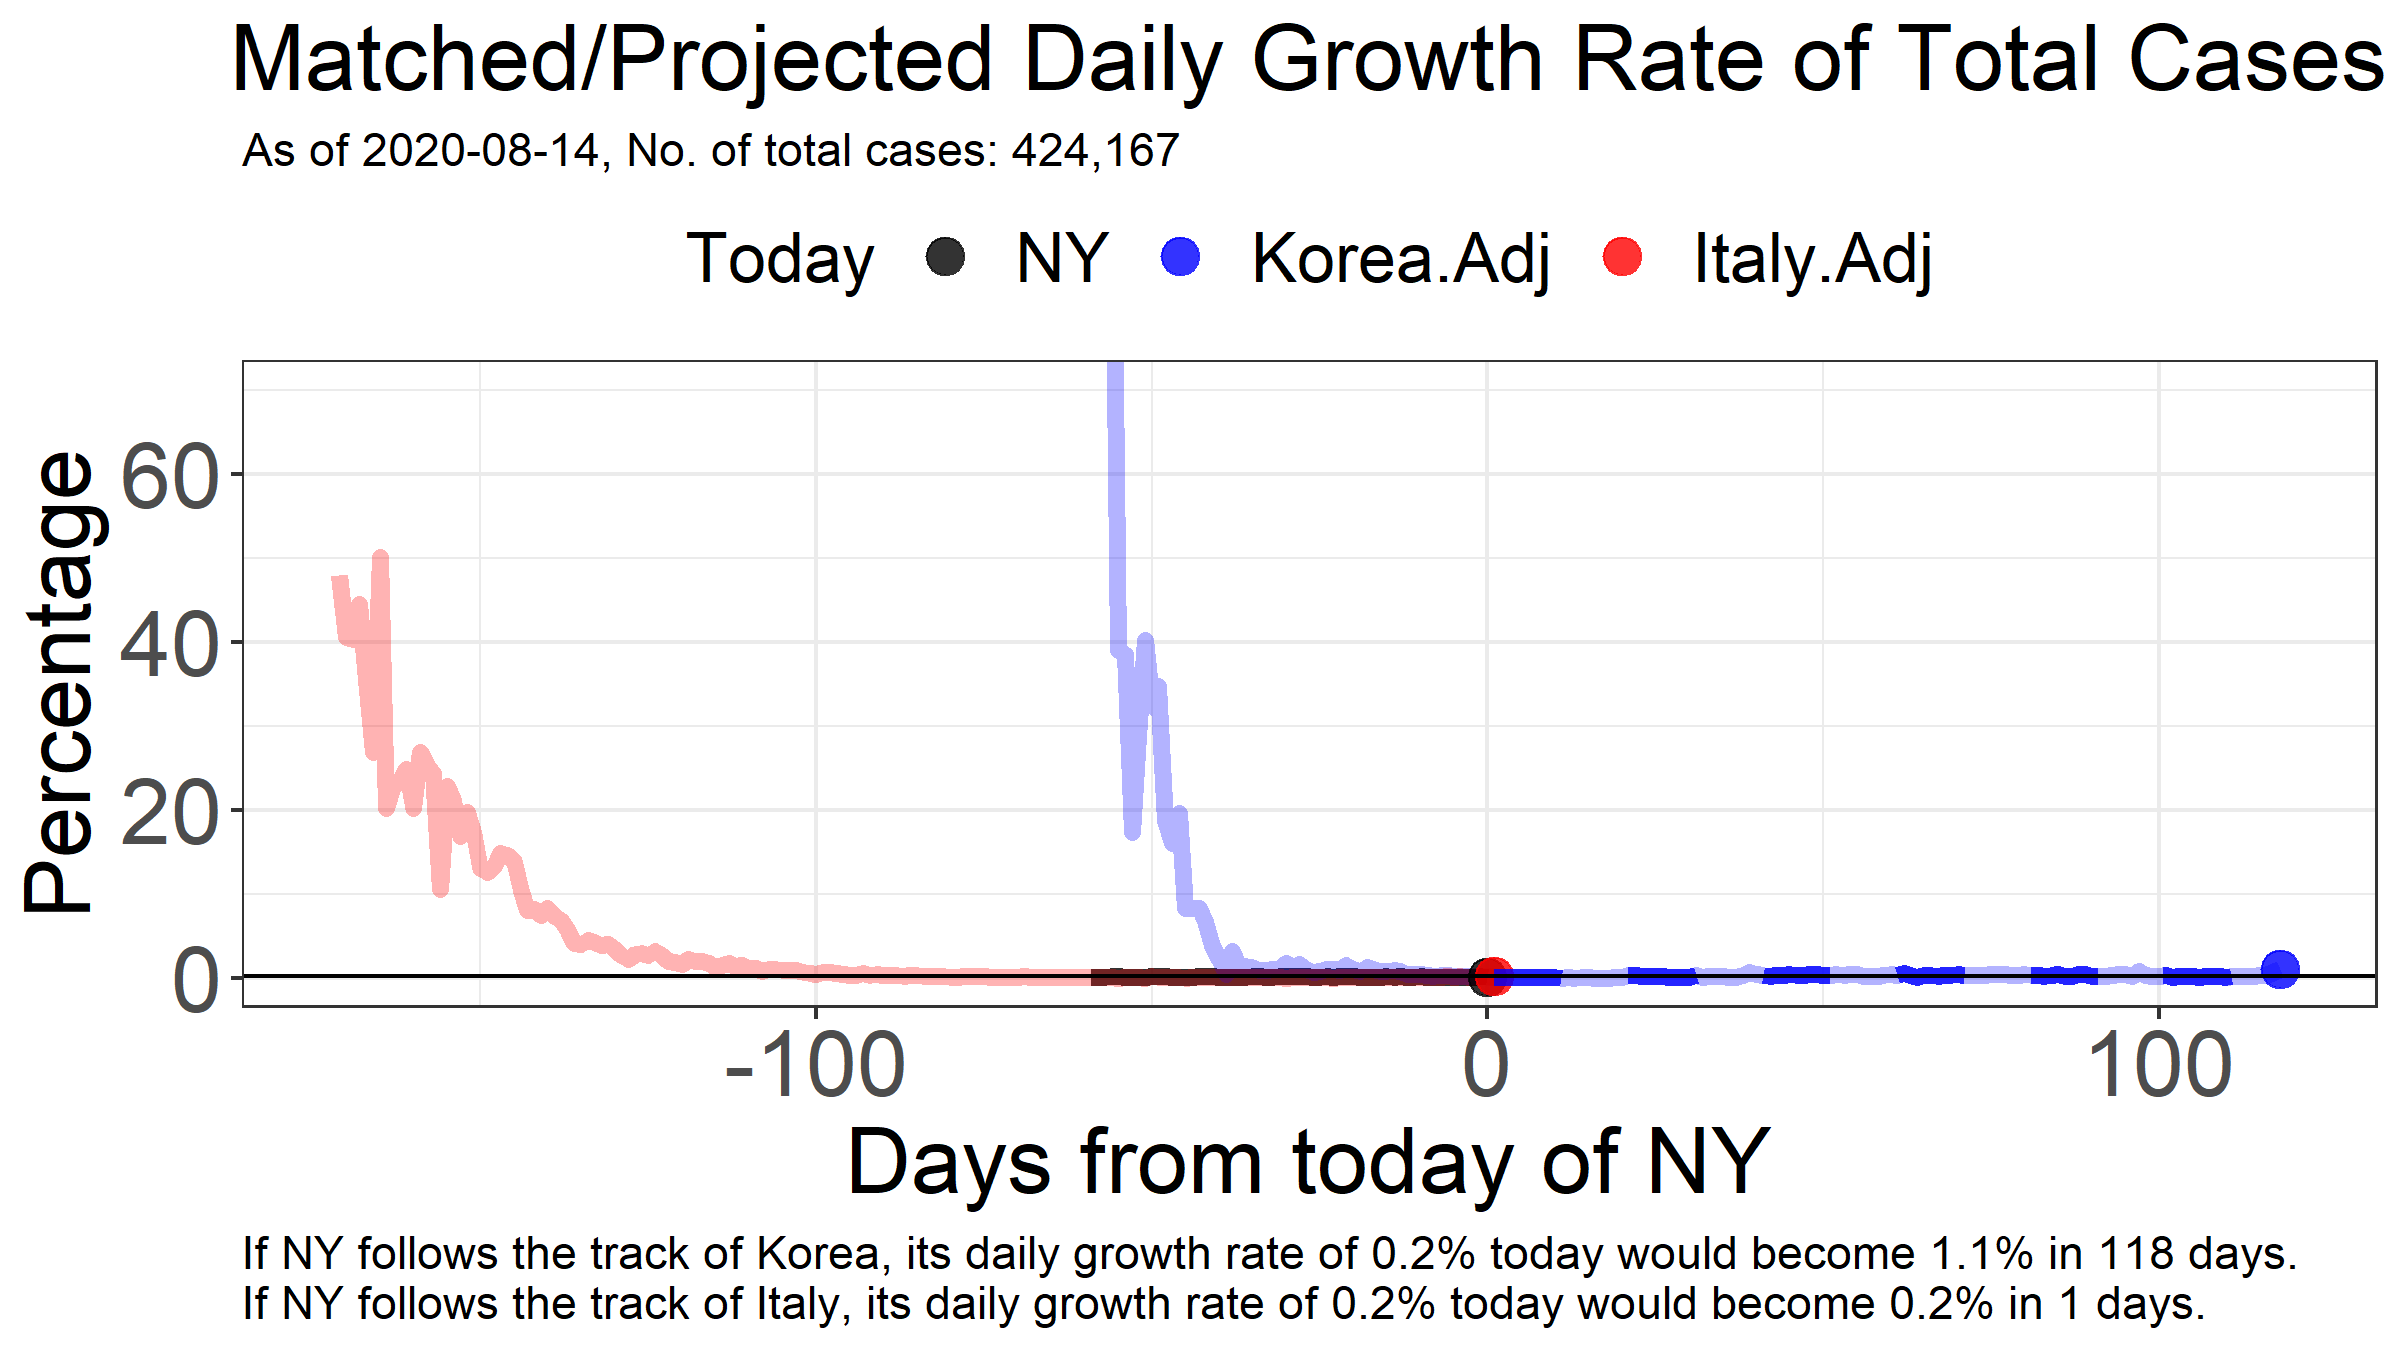 Matched/Projected Daily Growth Rate of Total Cases
As of 2020-08-14, No. of total cases: 424,167
Today NY Korea.Adj Italy.Adj
Percentage
60
40
20
0
-100 0 100
Days from today of NY
If NY follows the track of Korea, its daily growth rate of 0.2% today would become 1.1% in 118 days.
If NY follows the track of Italy, its daily growth rate of 0.2% today would become 0.2% in 1 days.